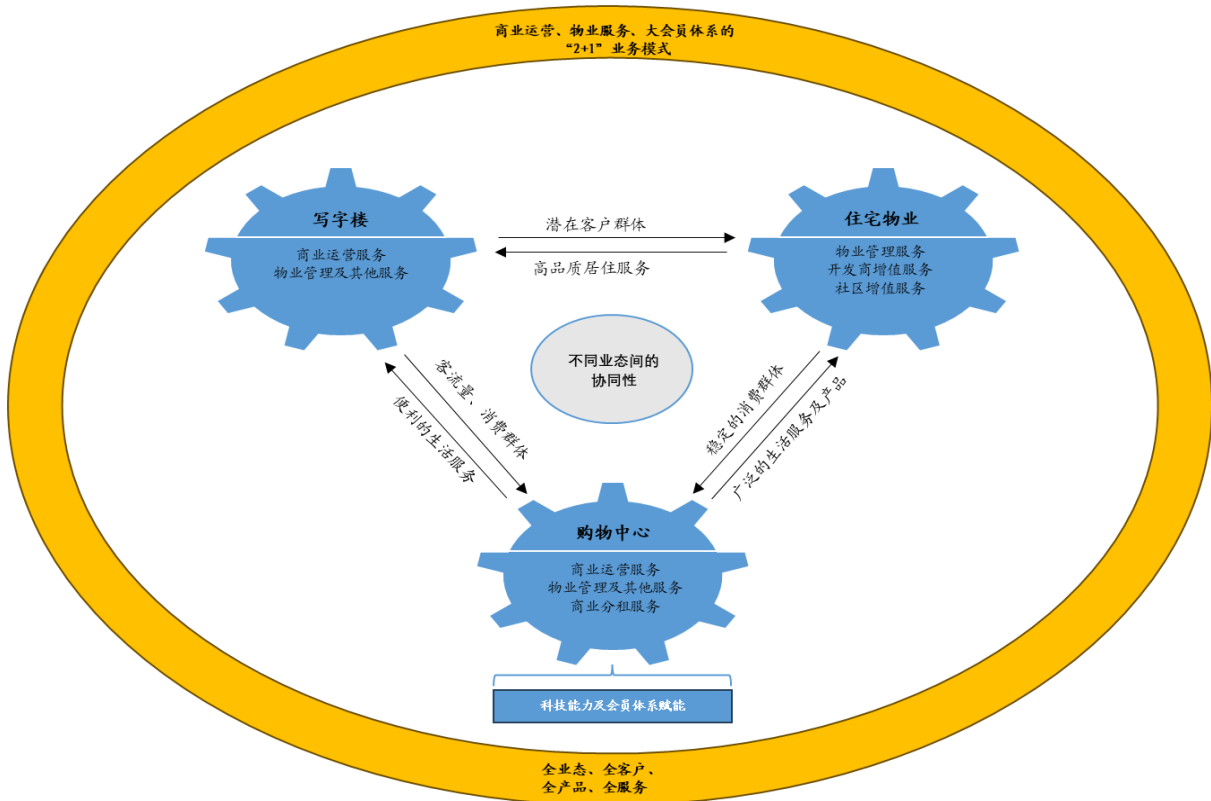 商业运营、物业服务、大会员体系的
“2+1”业务模式
写字楼
商业运营服务
物业管理及其他服务
潜在客户群体
高品质居住服务
住宅物业
物业管理服务
开发商增值服务
社区增值服务
不同业态间的
协同性
客流量、消费群体
便利的生活服务
稳定的消费群体
广泛的生活服务及产品
购物中心
商业运营服务
物业管理及其他服务
商业分租服务
科技能力及会员体系赋能
全业态、全客户、
全产品、全服务